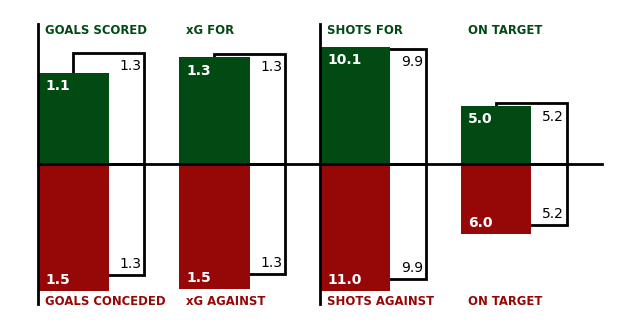 GOALS SCORED xG FOR SHOTS FOR ON TARGET
1.1 1.3 1.3 1.3 10.1 9.9 5.0 5.2
1.5 1.3 1.5 1.3 11.0 9.9 6.0 5.2
GOALS CONCEDED xG AGAINST SHOTS AGAINST ON TARGET